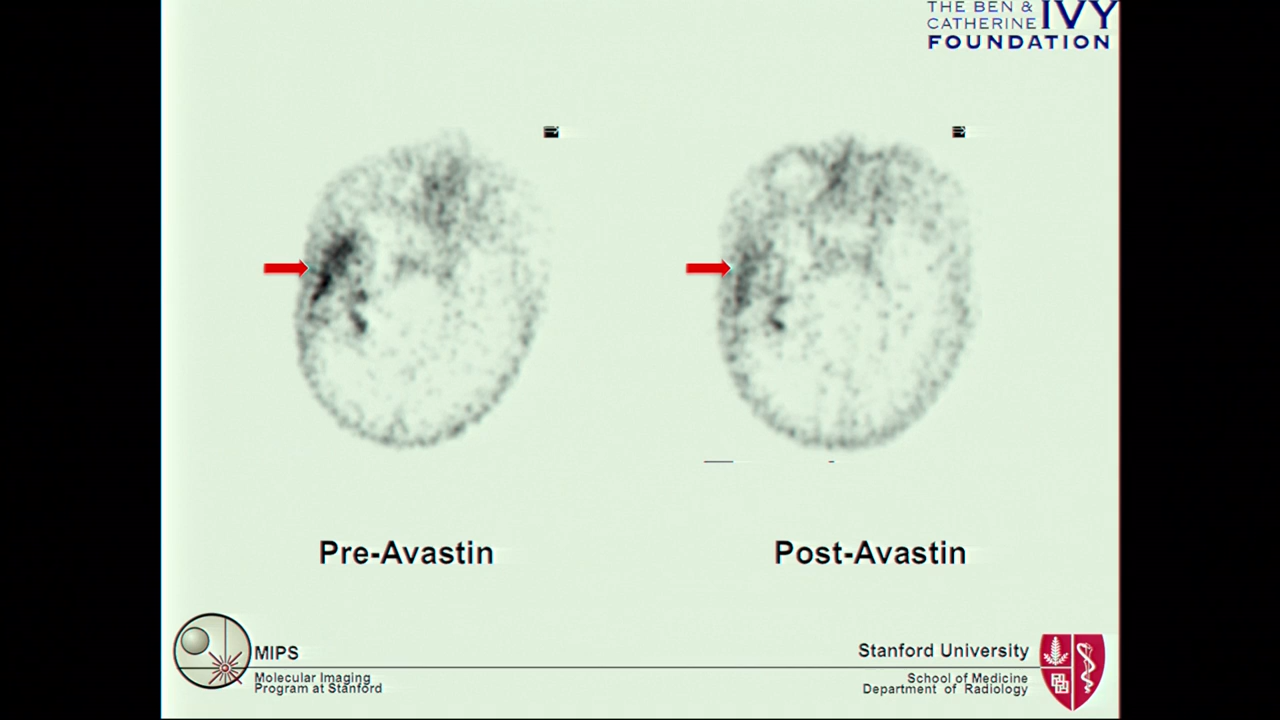 THE BEN &
CATHERINE IVY
FOUNDATION
Pre-Avastin
Post-Avastin
MIPS
Molecular Imaging
Program at Stanford
Stanford University
School of Medicine
Department of Radiology